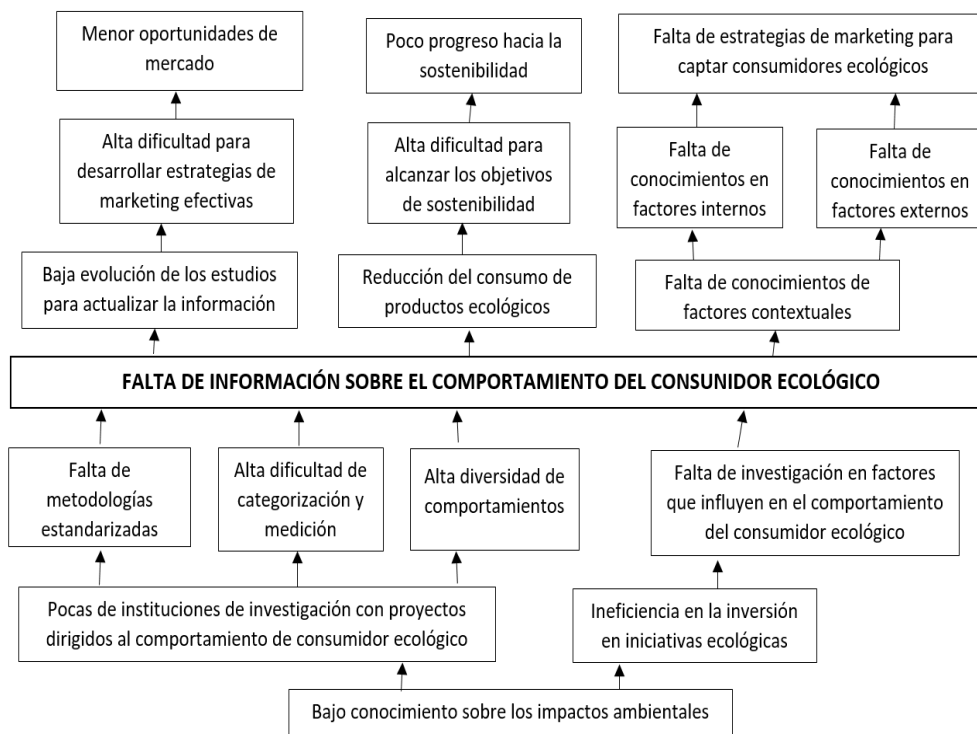 Menor oportunidades de
mercado
Poco progreso hacia la
sostenibilidad
Falta de estrategias de marketing para
captar consumidores ecológicos
Alta dificultad para
desarrollar estrategias de
marketing efectivas
Alta dificultad para
alcanzar los objetivos
de sostenibilidad
Falta de
conocimientos en
factores internos
Falta de
conocimientos en
factores externos
Baja evolución de los estudios
para actualizar la información
Reducción del consumo de
productos ecológicos
Falta de conocimientos de
factores contextuales
FALTA DE INFORMACIÓN SOBRE EL COMPORTAMIENTO DEL CONSUNIDOR ECOLÓGICO
Falta de
metodologías
estandarizadas
Alta dificultad de
categorización y
medición
Alta diversidad de
comportamientos
Falta de investigación en factores
que influyen en el comportamiento
del consumidor ecológico
Pocas de instituciones de investigación con proyectos
dirigidos al comportamiento de consumidor ecológico
Ineficiencia en la inversión
en iniciativas ecológicas
Bajo conocimiento sobre los impactos ambientales